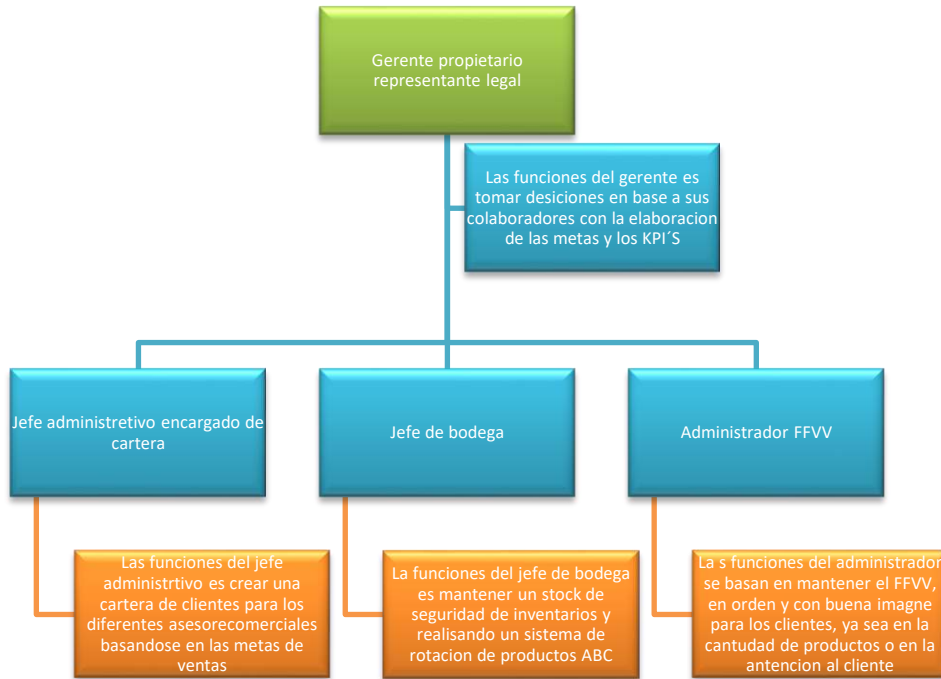 Gerente propietario
representante legal
Las funciones del gerente es
tomar desiciones en base a sus
colaboradores con la elaboracion
de las metas y los KPI´S
Jefe administretivo encargado de
cartera
Jefe de bodega
Administrador FFVV
Las funciones del jefe
administrtivo es crear una
cartera de clientes para los
diferentes asesorecomerciales
basandose en las metas de
ventas
La funciones del jefe de bodega
es mantener un stock de
seguridad de inventarios y
realisando un sistema de
rotacion de productos ABC
La s funciones del administrador
se basan en mantener el FFVV,
en orden y con buena imagne
para los clientes, ya sea en la
cantudad de productos o en la
antencion al cliente